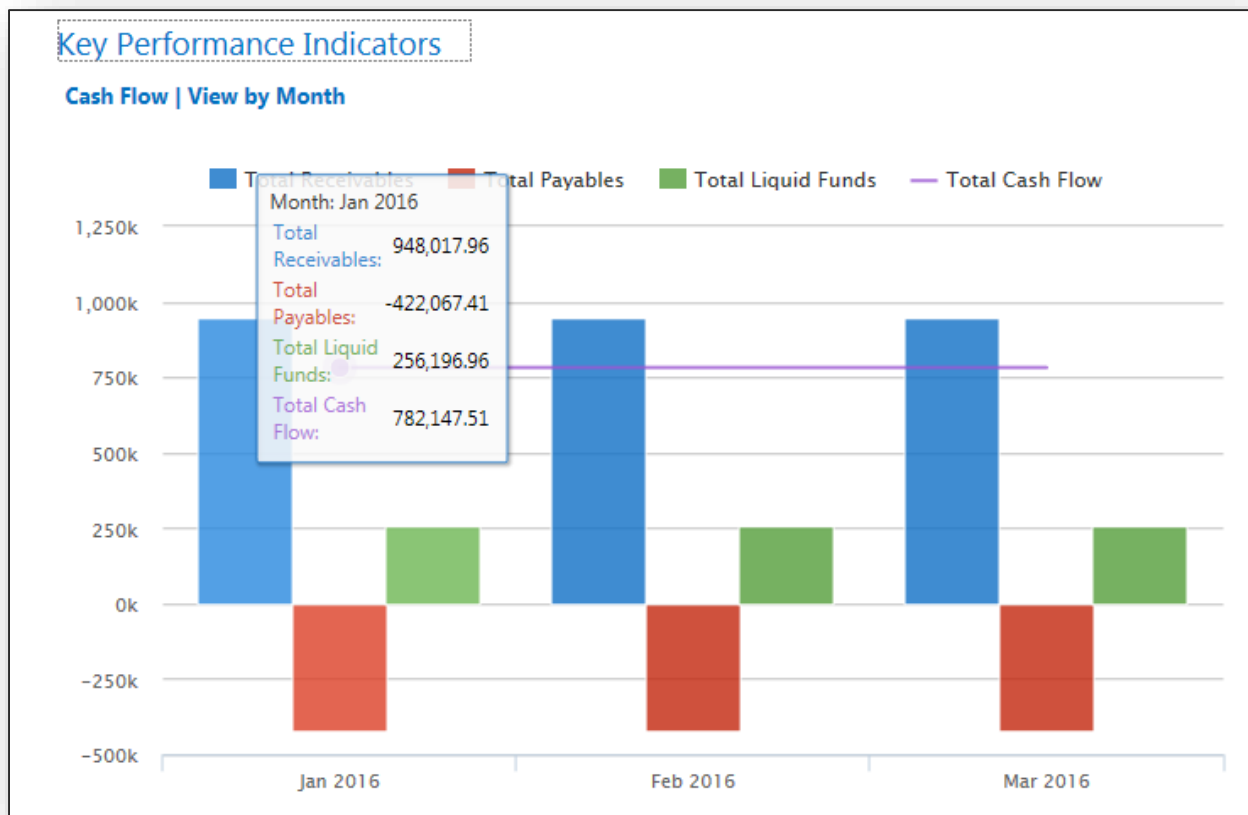 Key Performance Indicators
Cash Flow | View by Month
Total Receivables Total Payables Total Liquid Funds Total Cash Flow
Month: Jan 2016
Total
Receivables: 948,017.96
Total
Payables: -422,067.41
Total Liquid
Funds: 256,196.96
Total Cash
Flow: 782,147.51
1,250k
1,000k
750k
500k
250k
0k
−250k
−500k
Jan 2016 Feb 2016 Mar 2016